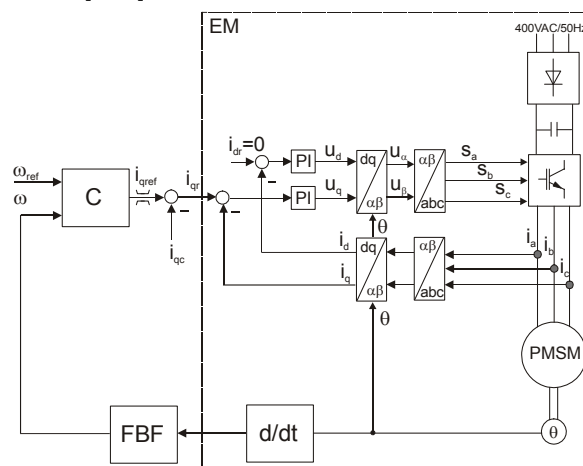 EM
400VAC/50Hz
i_dr=0
PI
u_d
dq
αβ
u_α
αβ
abc
s_a
s_b
s_c
ω_ref
ω
C
i_qref
i_qr
-
-
-
PI
u_q
u_β
i_qc
θ
i_d
i_q
dq
αβ
αβ
abc
i_a
i_b
i_c
θ
PMSM
FBF
d/dt
θ